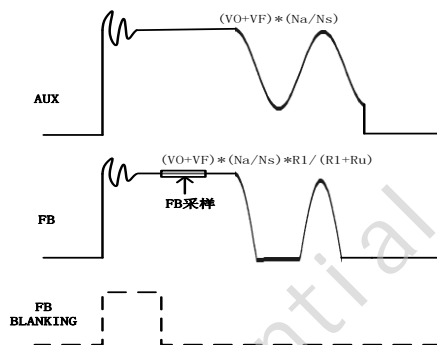 (VO+VF)*(Na/Ns)
AUX
(VO+VF)*(Na/Ns)*R1/(R1+Ru)
FB采样
FB
FB
BLANKING
ntial